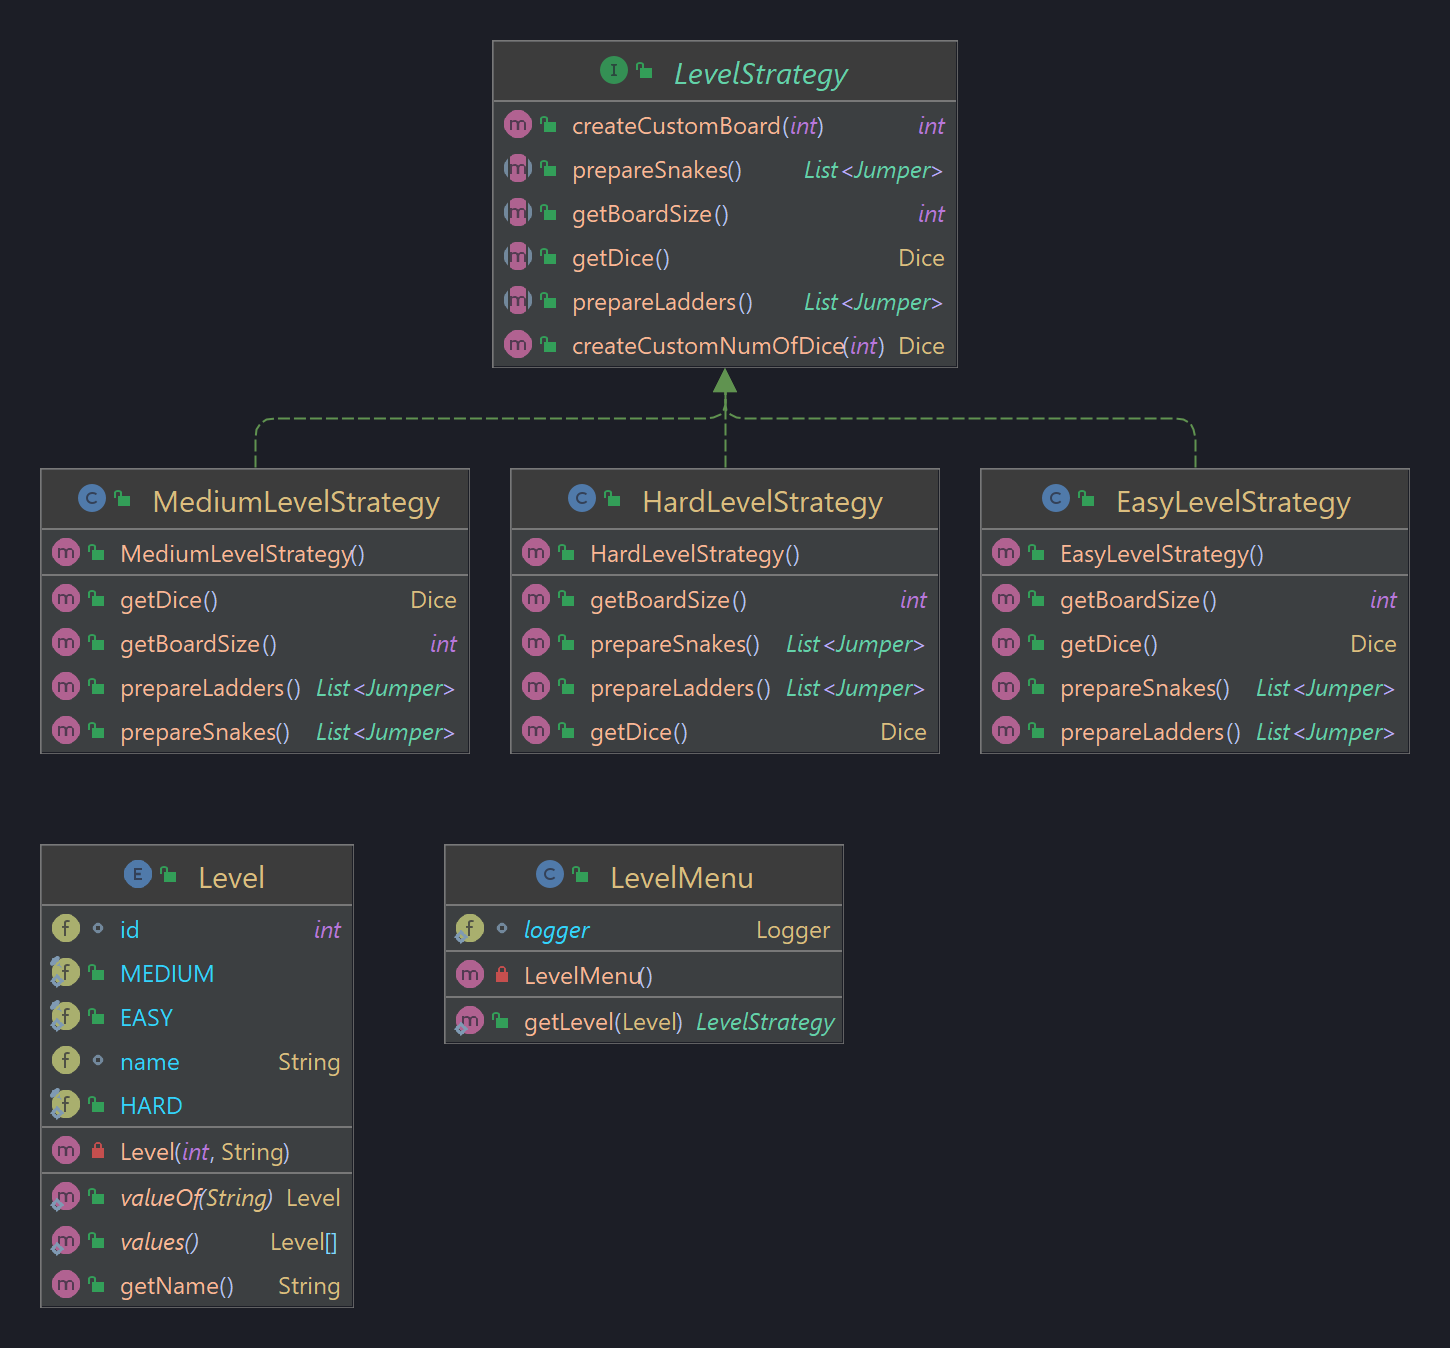 I LevelStrategy
m createCustomBoard(int) int
m prepareSnakes() List<Jumper>
m getBoardSize() int
m getDice() Dice
m prepareLadders() List<Jumper>
m createCustomNumOfDice(int) Dice
C MediumLevelStrategy
m MediumLevelStrategy()
m getDice() Dice
m getBoardSize() int
m prepareLadders() List<Jumper>
m prepareSnakes() List<Jumper>
C HardLevelStrategy
m HardLevelStrategy()
m getBoardSize() int
m prepareSnakes() List<Jumper>
m prepareLadders() List<Jumper>
m getDice() Dice
C EasyLevelStrategy
m EasyLevelStrategy()
m getBoardSize() int
m getDice() Dice
m prepareSnakes() List<Jumper>
m prepareLadders() List<Jumper>
E Level
f id int
f MEDIUM
f EASY
f name String
f HARD
m Level(int, String)
m valueOf(String) Level
m values() Level[]
m getName() String
C LevelMenu
f logger Logger
m LevelMenu()
m getLevel(Level) LevelStrategy